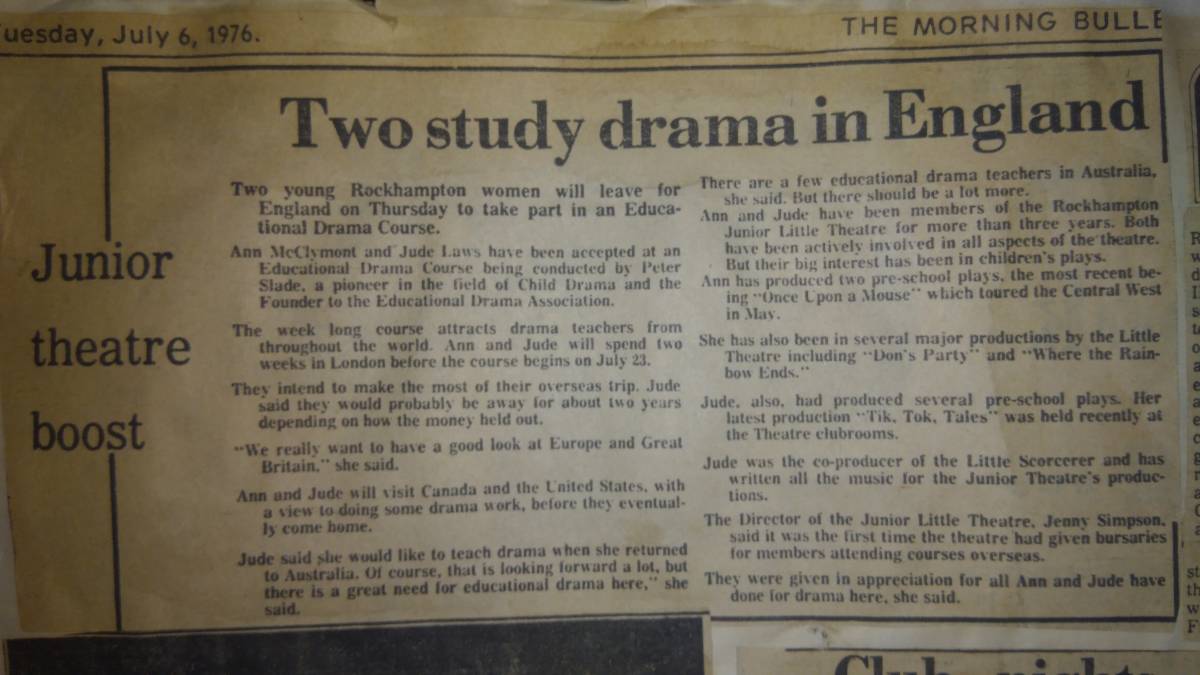 uesday, July 6, 1976.
THE MORNING BULLE
Two study drama in England
Junior
theatre
boost
Two young Rockhampton women will leave for
England on Thursday to take part in an Educa-
tional Drama Course.
Ann McClymont and Jude Laws have been accepted at an
Educational Drama Course being conducted by Peter
Slade, a pioneer in the field of Child Drama and the
Founder to the Educational Drama Association.
The week long course attracts drama teachers from
throughout the world. Ann and Jude will spend two
weeks in London before the course begins on July 23.
They intend to make the most of their overseas trip. Jude
said they would probably be away for about two years
depending on how the money held out.
"We really want to have a good look at Europe and Great
Britain," she said.
Ann and Jude will visit Canada and the United States, with
a view to doing some drama work, before they eventual-
ly come home.
Jude said she would like to teach drama when she returned
to Australia. Of course, that is looking forward a lot, but
there is a great need for educational drama here," she
said.
There are a few educational drama teachers in Australia,
she said. But there should be a lot more.
Ann and Jude have been members of the Rockhampton
Junior Little Theatre for more than three years. Both
have been actively involved in all aspects of the theatre.
But their big interest has been in children's plays.
Ann has produced two pre-school plays, the most recent be-
ing "Once Upon a Mouse" which toured the Central West
in May.
She has also been in several major productions by the Little
Theatre including "Don's Party" and "Where the Rain-
bow Ends."
Jude, also, had produced several pre-school plays. Her
latest production "Tik, Tok, Tales" was held recently at
the Theatre clubrooms.
Jude was the co-producer of the Little Scorcerer and has
written all the music for the Junior Theatre's produc-
tions.
The Director of the Junior Little Theatre, Jenny Simpson,
said it was the first time the theatre had given bursaries
for members attending courses overseas.
They were given in appreciation for all Ann and Jude have
done for drama here, she said.
Club nights